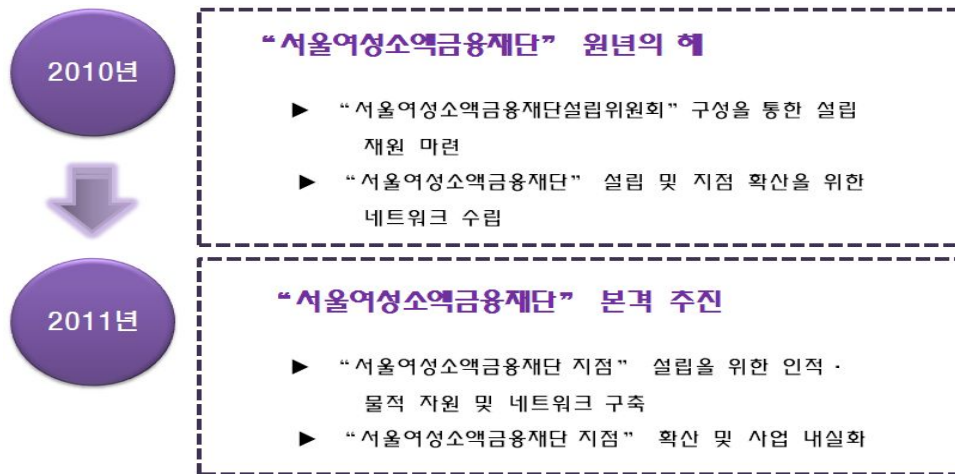 2010년
“서울여성소액금융재단” 원년의 해
► “서울여성소액금융재단설립위원회” 구성을 통한 설립
재원 마련
► “서울여성소액금융재단” 설립 및 지점 확산을 위한
네트워크 수립
2011년
“서울여성소액금융재단” 본격 추진
► “서울여성소액금융재단 지점” 설립을 위한 인적 ·
물적 자원 및 네트워크 구축
► “서울여성소액금융재단 지점” 확산 및 사업 내실화